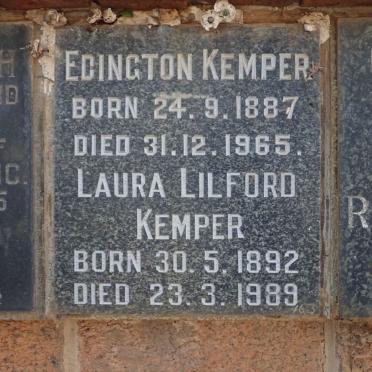 EDINGTON KEMPER
BORN 24.9.1887
DIED 31.12.1965.
LAURA LILFORD
KEMPER
BORN 30.5.1892
DIED 23.3.1989